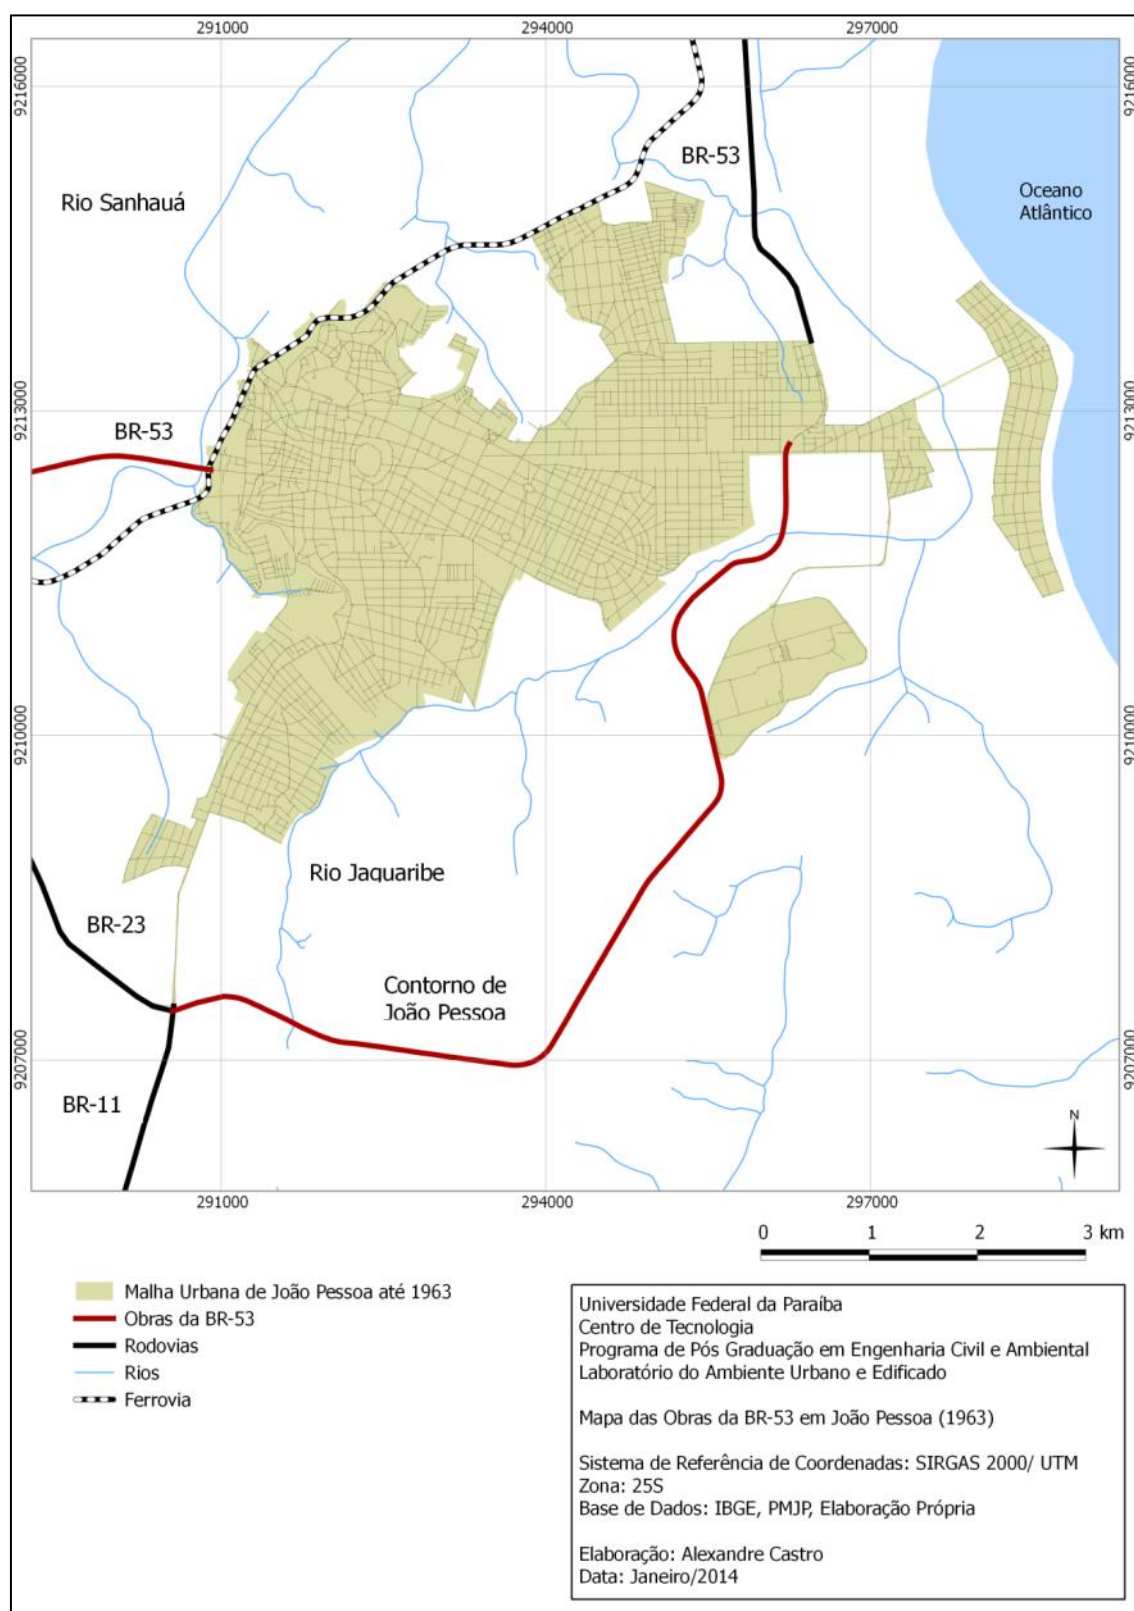 291000
294000
297000
9216000
9216000
BR-53
Rio Sanhauá
Oceano
Atlântico
9213000
9213000
BR-53
9210000
9210000
Rio Jaguaribe
BR-23
Contorno de
João Pessoa
9207000
9207000
BR-11
N
291000
294000
297000
0 1 2 3 km
Malha Urbana de João Pessoa até 1963
Obras da BR-53
Rodovias
Rios
Ferrovia
Universidade Federal da Paraíba
Centro de Tecnologia
Programa de Pós Graduação em Engenharia Civil e Ambiental
Laboratório do Ambiente Urbano e Edificado
Mapa das Obras da BR-53 em João Pessoa (1963)
Sistema de Referência de Coordenadas: SIRGAS 2000/ UTM
Zona: 25S
Base de Dados: IBGE, PMJP, Elaboração Própria
Elaboração: Alexandre Castro
Data: Janeiro/2014